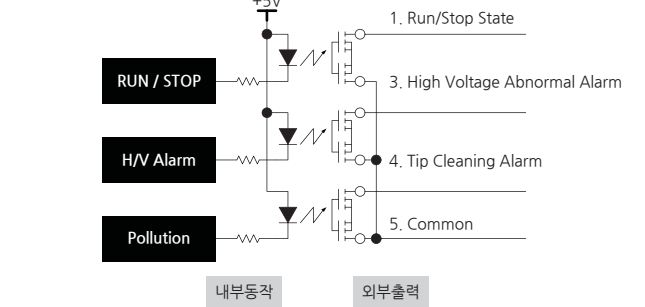 +5V
1. Run/Stop State
RUN / STOP
3. High Voltage Abnormal Alarm
H/V Alarm
4. Tip Cleaning Alarm
5. Common
Pollution
내부동작
외부출력